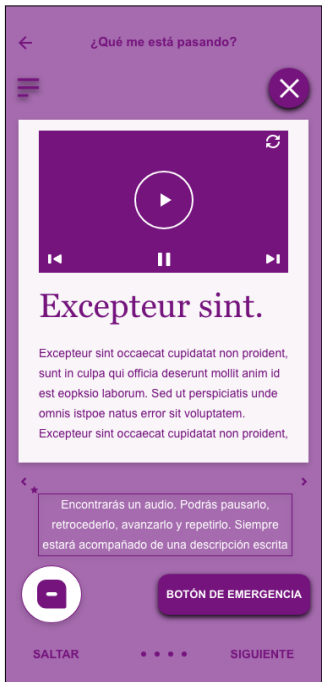 ¿Qué me está pasando?
Excepteur sint.
Excepteur sint occaecat cupidatat non proident,
sunt in culpa qui officia deserunt mollit anim id
est eopksio laborum. Sed ut perspiciatis unde
omnis istpoe natus error sit voluptatem.
Excepteur sint occaecat cupidatat non proident,
Encontrarás un audio. Podrás pausarlo,
retrocederlo, avanzarlo y repetirlo. Siempre
estará acompañado de una descripción escrita
BOTÓN DE EMERGENCIA
SALTAR
SIGUIENTE